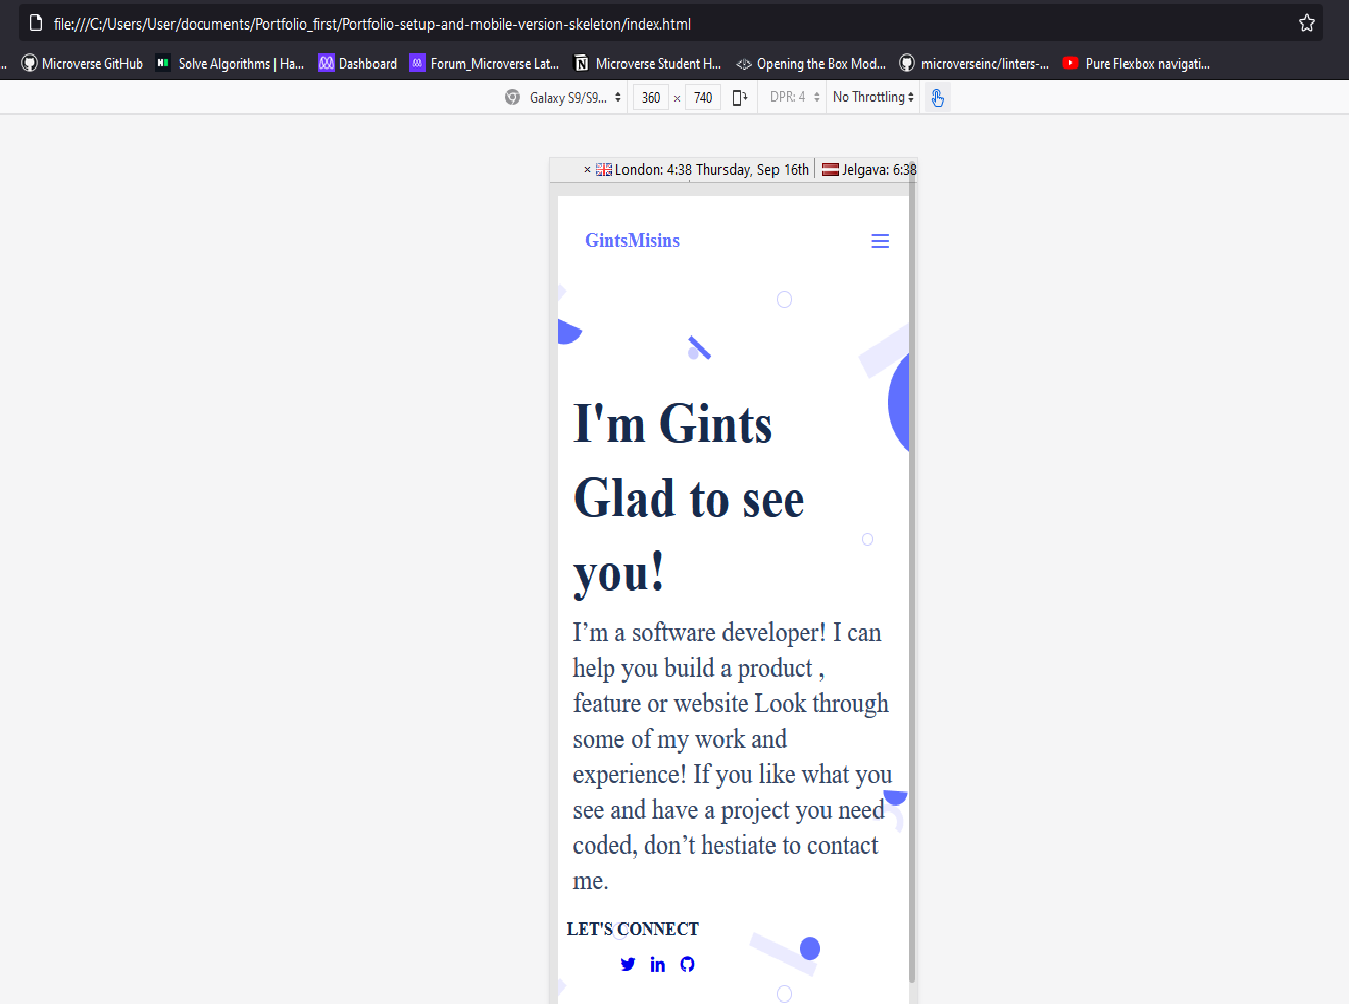 file:///C:/Users/User/documents/Portfolio_first/Portfolio-setup-and-mobile-version-skeleton/index.html
... Microverse GitHub Solve Algorithms | Ha... Dashboard Forum_Microverse Lat... Microverse Student H... Opening the Box Mod... microverseinc/linters-... Pure Flexbox navigati...
Galaxy S9/S9... 360 × 740 DPR: 4 No Throttling
× London: 4:38 Thursday, Sep 16th Jelgava: 6:38
GintsMisins
I'm Gints
Glad to see
you!
I’m a software developer! I can
help you build a product ,
feature or website Look through
some of my work and
experience! If you like what you
see and have a project you need
coded, don’t hestiate to contact
me.
LET'S CONNECT